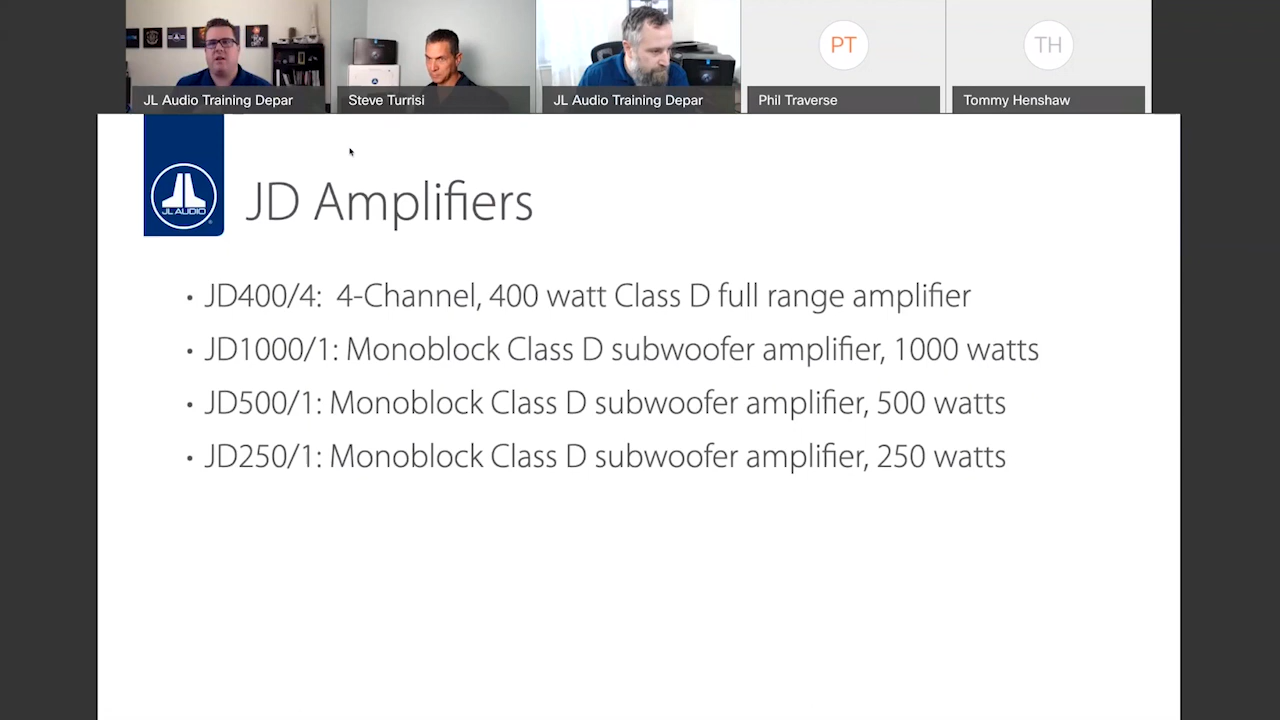 JL Audio Training Depar
Steve Turrisi
JL Audio Training Depar
PT
Phil Traverse
TH
Tommy Henshaw
JL AUDIO
JD Amplifiers
• JD400/4: 4-Channel, 400 watt Class D full range amplifier
• JD1000/1: Monoblock Class D subwoofer amplifier, 1000 watts
• JD500/1: Monoblock Class D subwoofer amplifier, 500 watts
• JD250/1: Monoblock Class D subwoofer amplifier, 250 watts